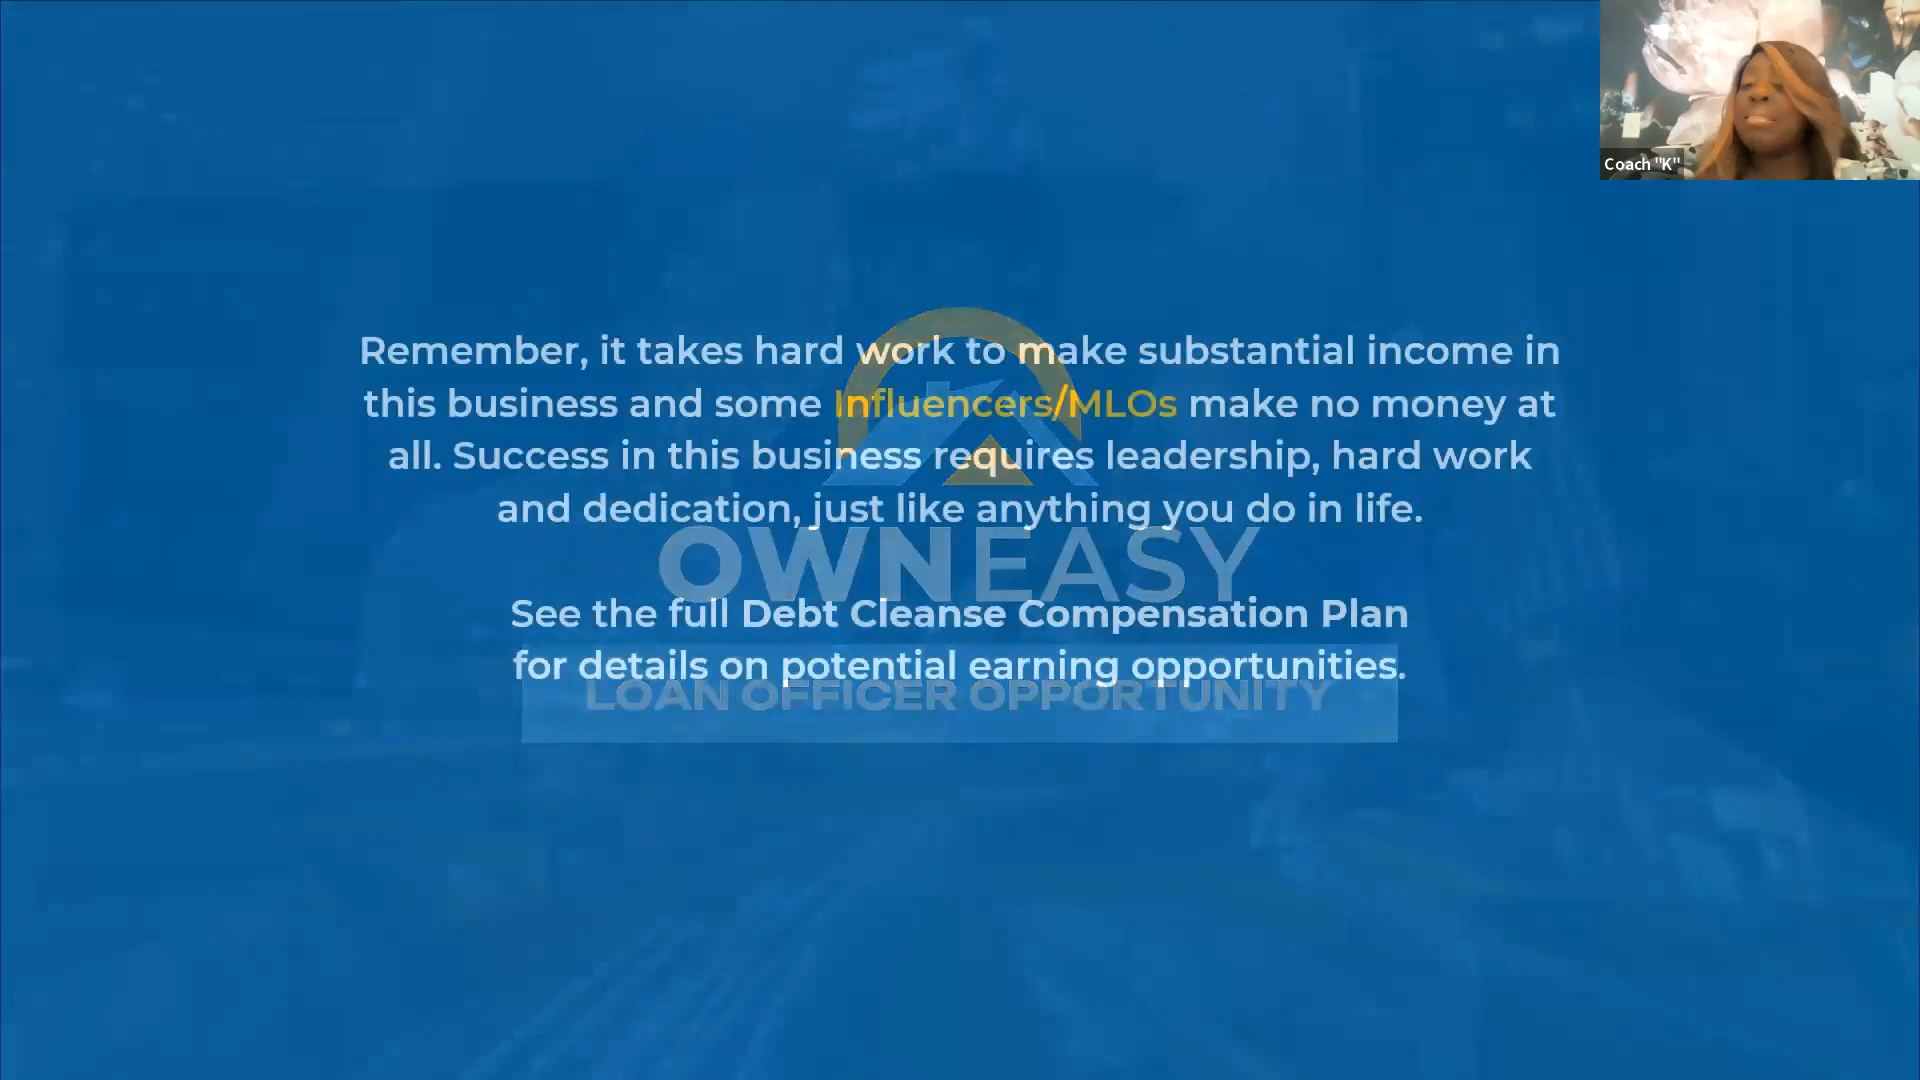 Coach "K"
Remember, it takes hard work to make substantial income in
this business and some Influencers/MLOs make no money at
all. Success in this business requires leadership, hard work
and dedication, just like anything you do in life.
OWNEASY
See the full Debt Cleanse Compensation Plan
for details on potential earning opportunities.
LOAN OFFICER OPPORTUNITY